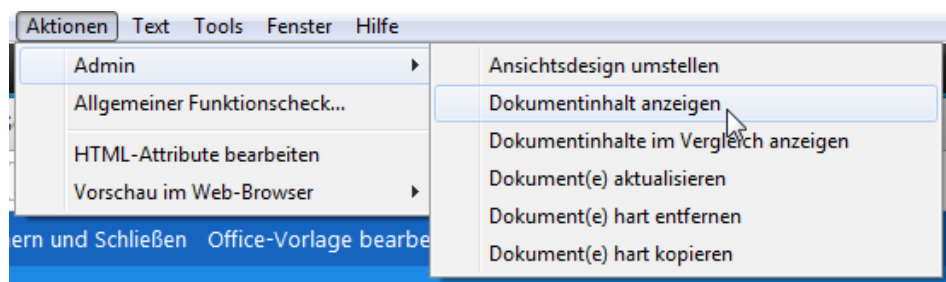 Aktionen Text Tools Fenster Hilfe
Admin
Allgemeiner Funktionscheck...
HTML-Attribute bearbeiten
Vorschau im Web-Browser
Ansichtsdesign umstellen
Dokumentinhalt anzeigen
Dokumentinhalte im Vergleich anzeigen
Dokument(e) aktualisieren
Dokument(e) hart entfernen
Dokument(e) hart kopieren
ern und Schließen Office-Vorlage bearbe